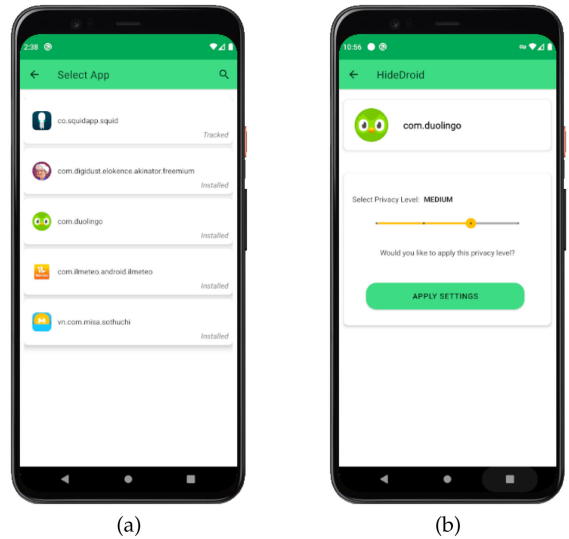 2:38
Select App
co.squidapp.squid
Tracked
com.digidust.elokence.akinator.freemium
Installed
com.duolingo
Installed
com.ilmeteo.android.ilmeteo
Installed
vn.com.misa.sothuchi
Installed
(a)
10:56
HideDroid
com.duolingo
Select Privacy Level: MEDIUM
Would you like to apply this privacy level?
APPLY SETTINGS
(b)